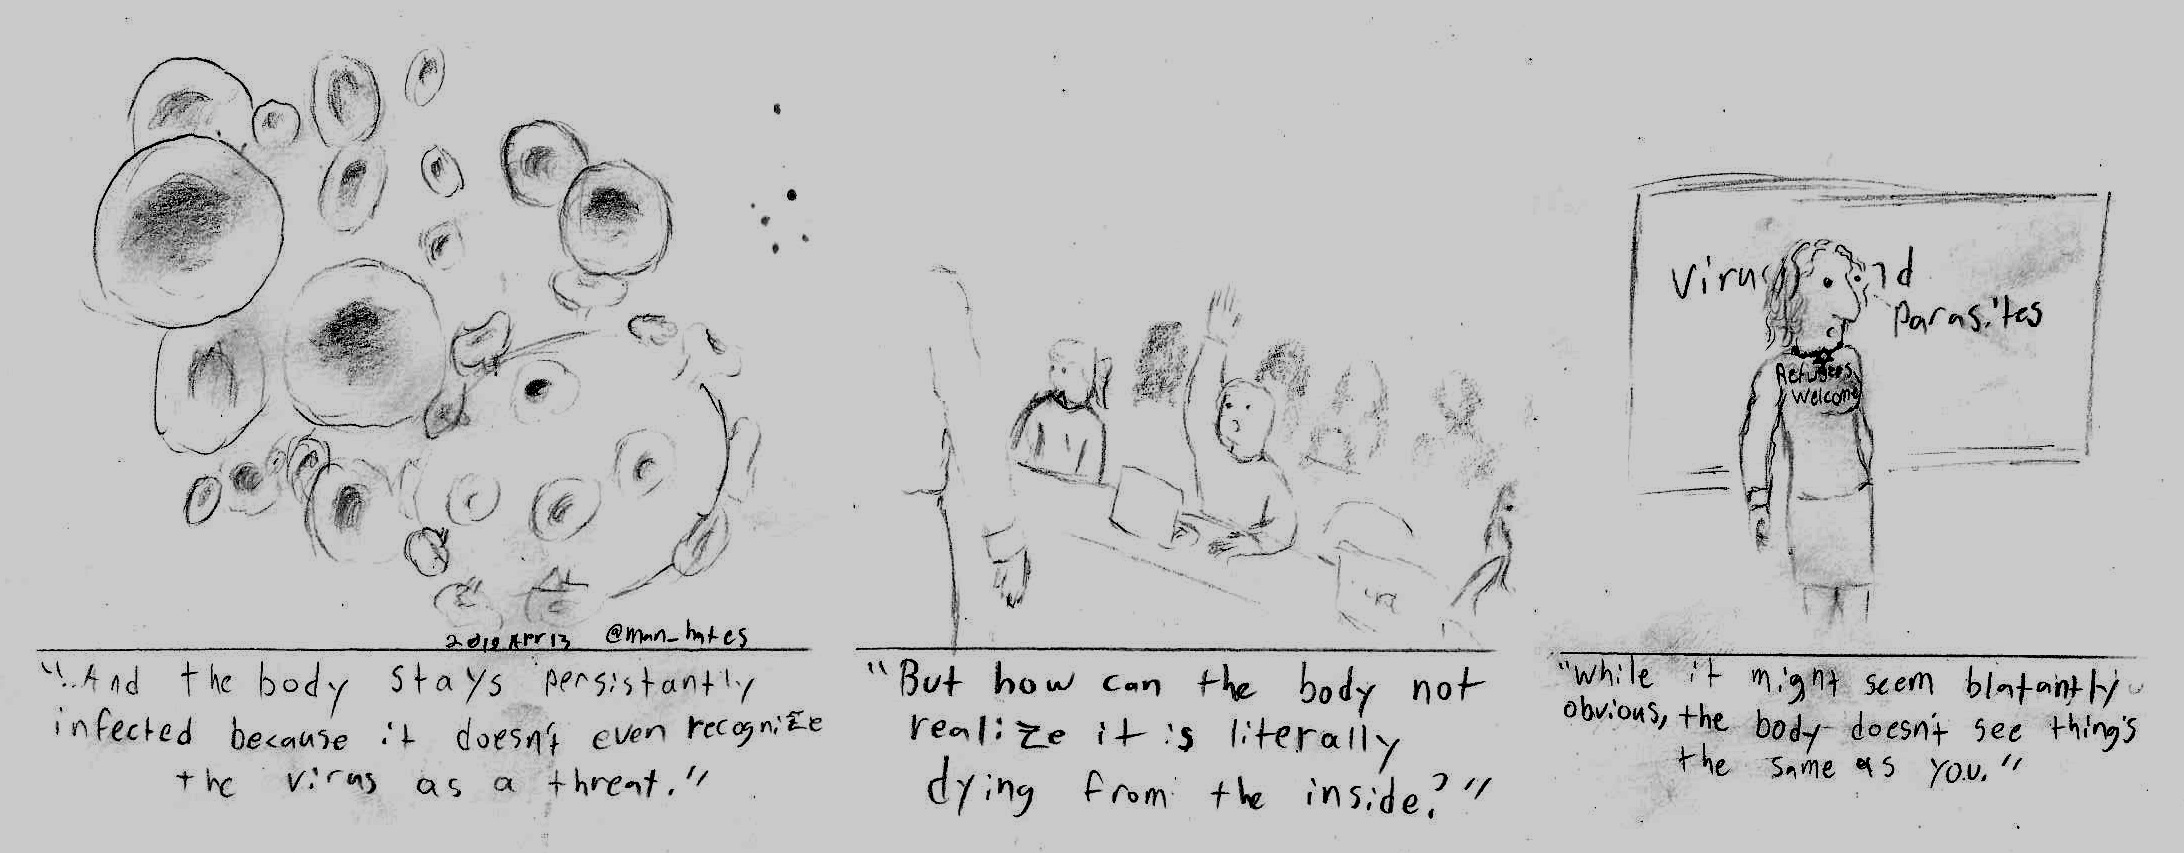 2019 Apr 13 @man_hates
"..And the body stays persistantly
infected because it doesn't even recognize
the virus as a threat."
"But how can the body not
realize it is literally
dying from the inside?"
Virus
and
Parasites
Refugees
Welcome
"While it might seem blatantly
obvious, the body doesn't see thing's
the same as you."